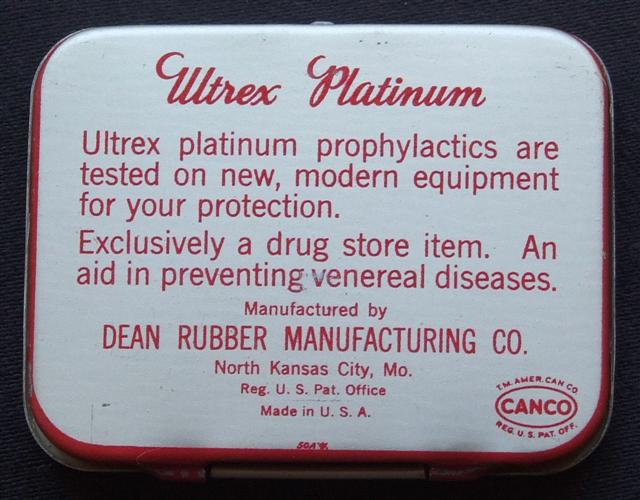 Ultrex Platinum
Ultrex platinum prophylactics are
tested on new, modern equipment
for your protection.
Exclusively a drug store item. An
aid in preventing venereal diseases.
Manufactured by
DEAN RUBBER MANUFACTURING CO.
North Kansas City, Mo.
Reg. U. S. Pat. Office
Made in U. S. A.
T.M. AMER. CAN CO
CANCO
REG. U. S. PAT. OFF.